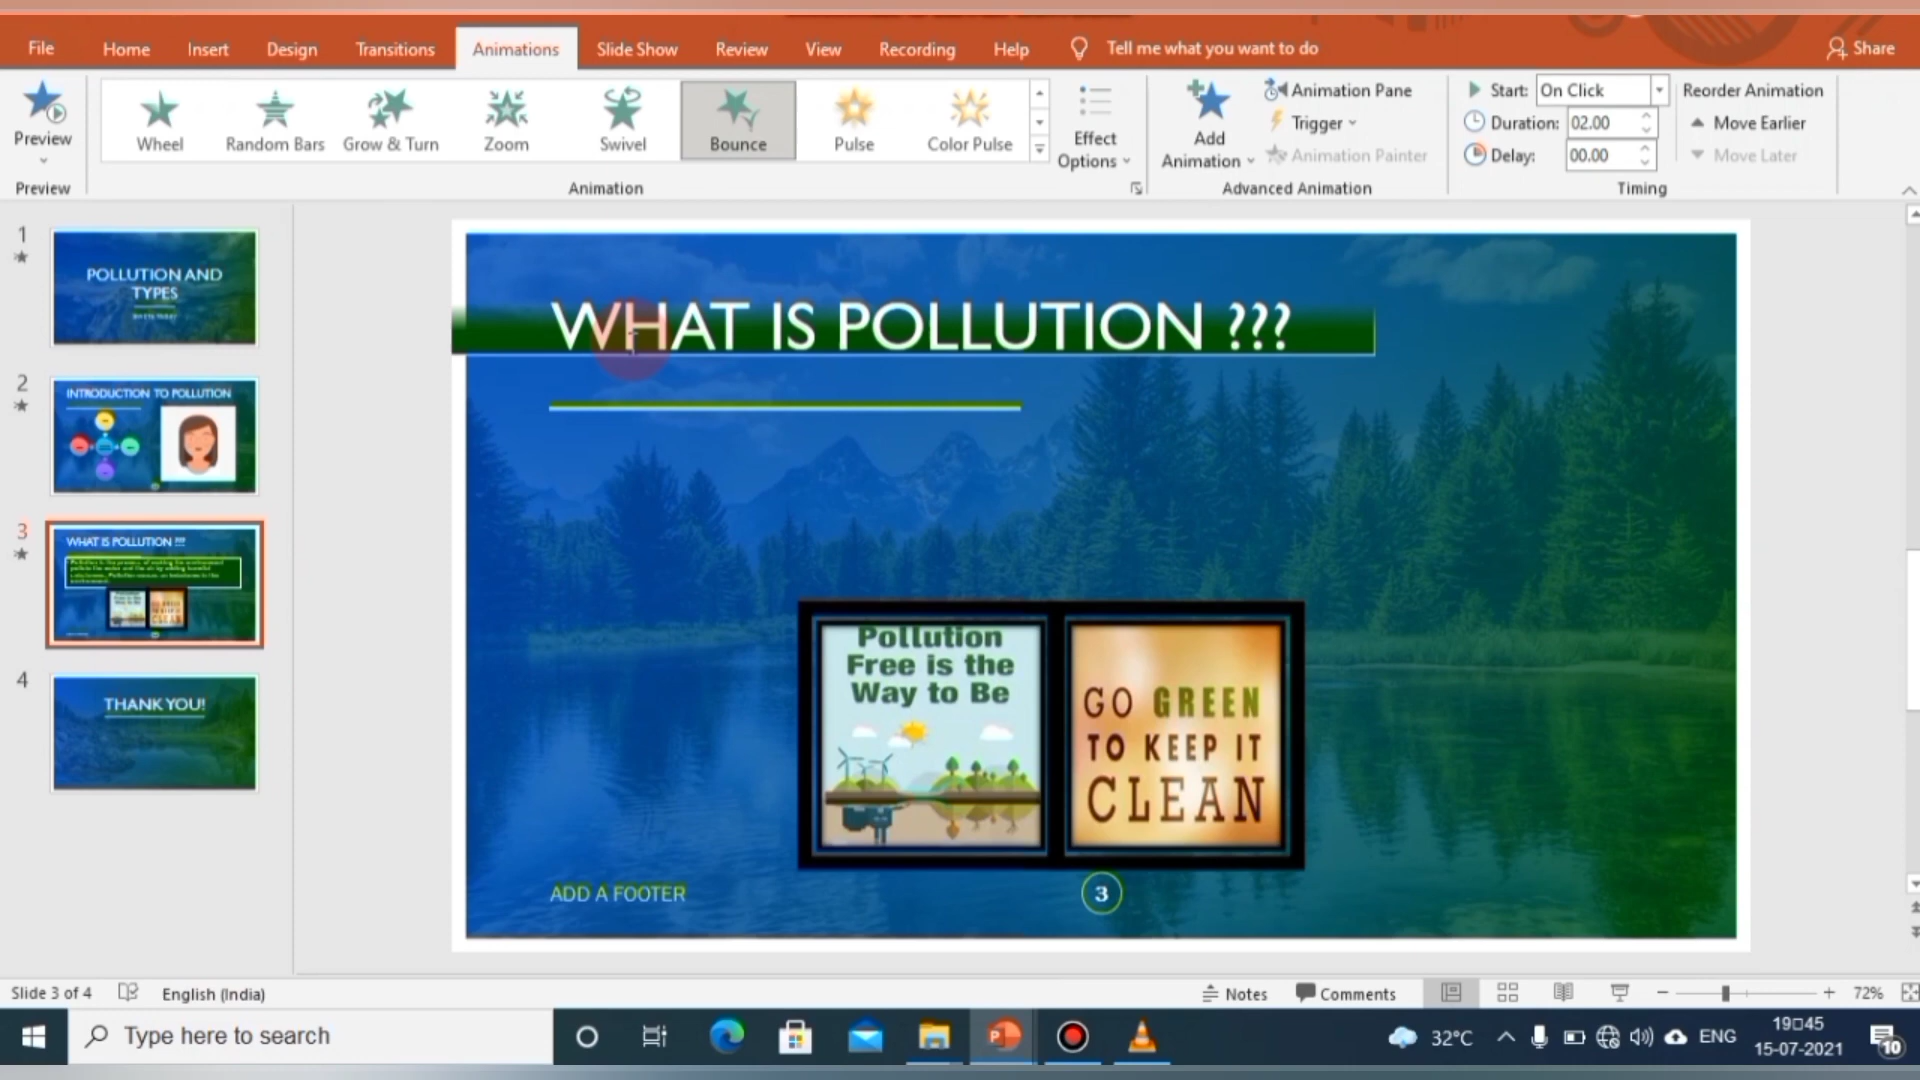 File Home Insert Design Transitions Animations Slide Show Review View Recording Help Tell me what you want to do Share
Preview
Wheel Random Bars Grow & Turn Zoom Swivel Bounce Pulse Color Pulse
Effect Options
Add Animation
Animation Pane
Trigger
Animation Painter
Start: On Click
Duration: 02.00
Delay: 00.00
Reorder Animation
Move Earlier
Move Later
Preview Animation Advanced Animation Timing
1
POLLUTION AND
TYPES
2
INTRODUCTION TO POLLUTION
3
WHAT IS POLLUTION ???
4
THANK YOU!
WHAT IS POLLUTION ???
Pollution
Free is the
Way to Be
GO GREEN
TO KEEP IT
CLEAN
ADD A FOOTER
3
Slide 3 of 4 English (India) Notes Comments 72%
Type here to search
P
32°C ENG
19:45
15-07-2021
10